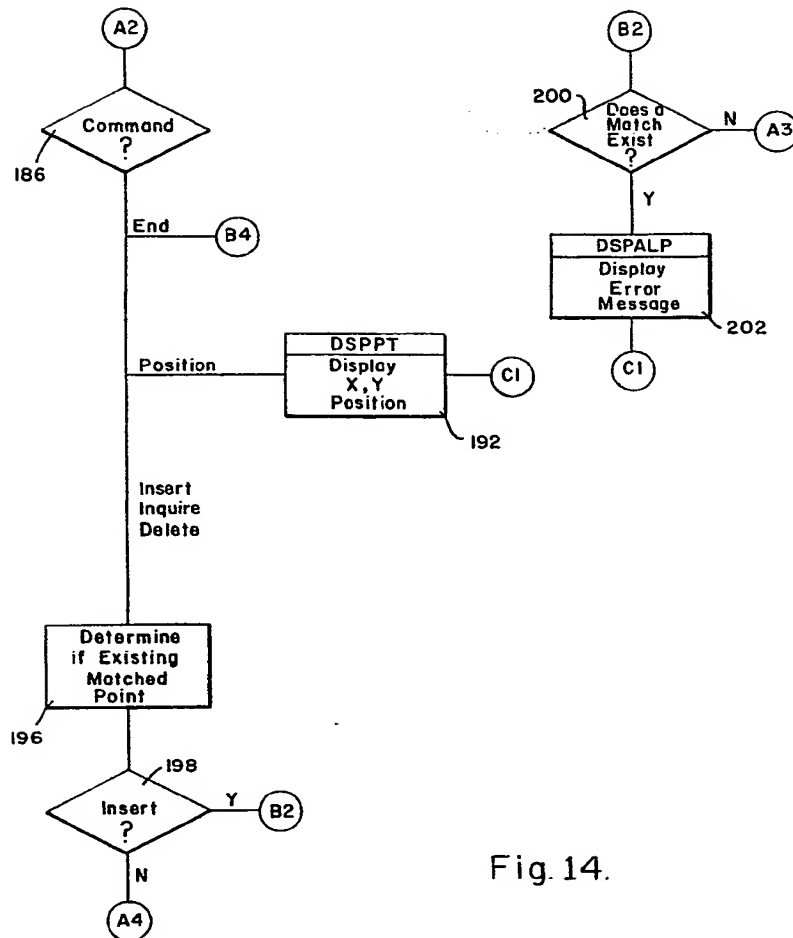 A2
Command
?
186
End
B4
Position
DSPPT
Display
X, Y
Position
192
C1
Insert
Inquire
Delete
Determine
if Existing
Matched
Point
196
198
Insert
?
Y
B2
N
A4
B2
200
Does a
Match
Exist
?
N
A3
Y
DSPALP
Display
Error
Message
202
C1
Fig. 14.